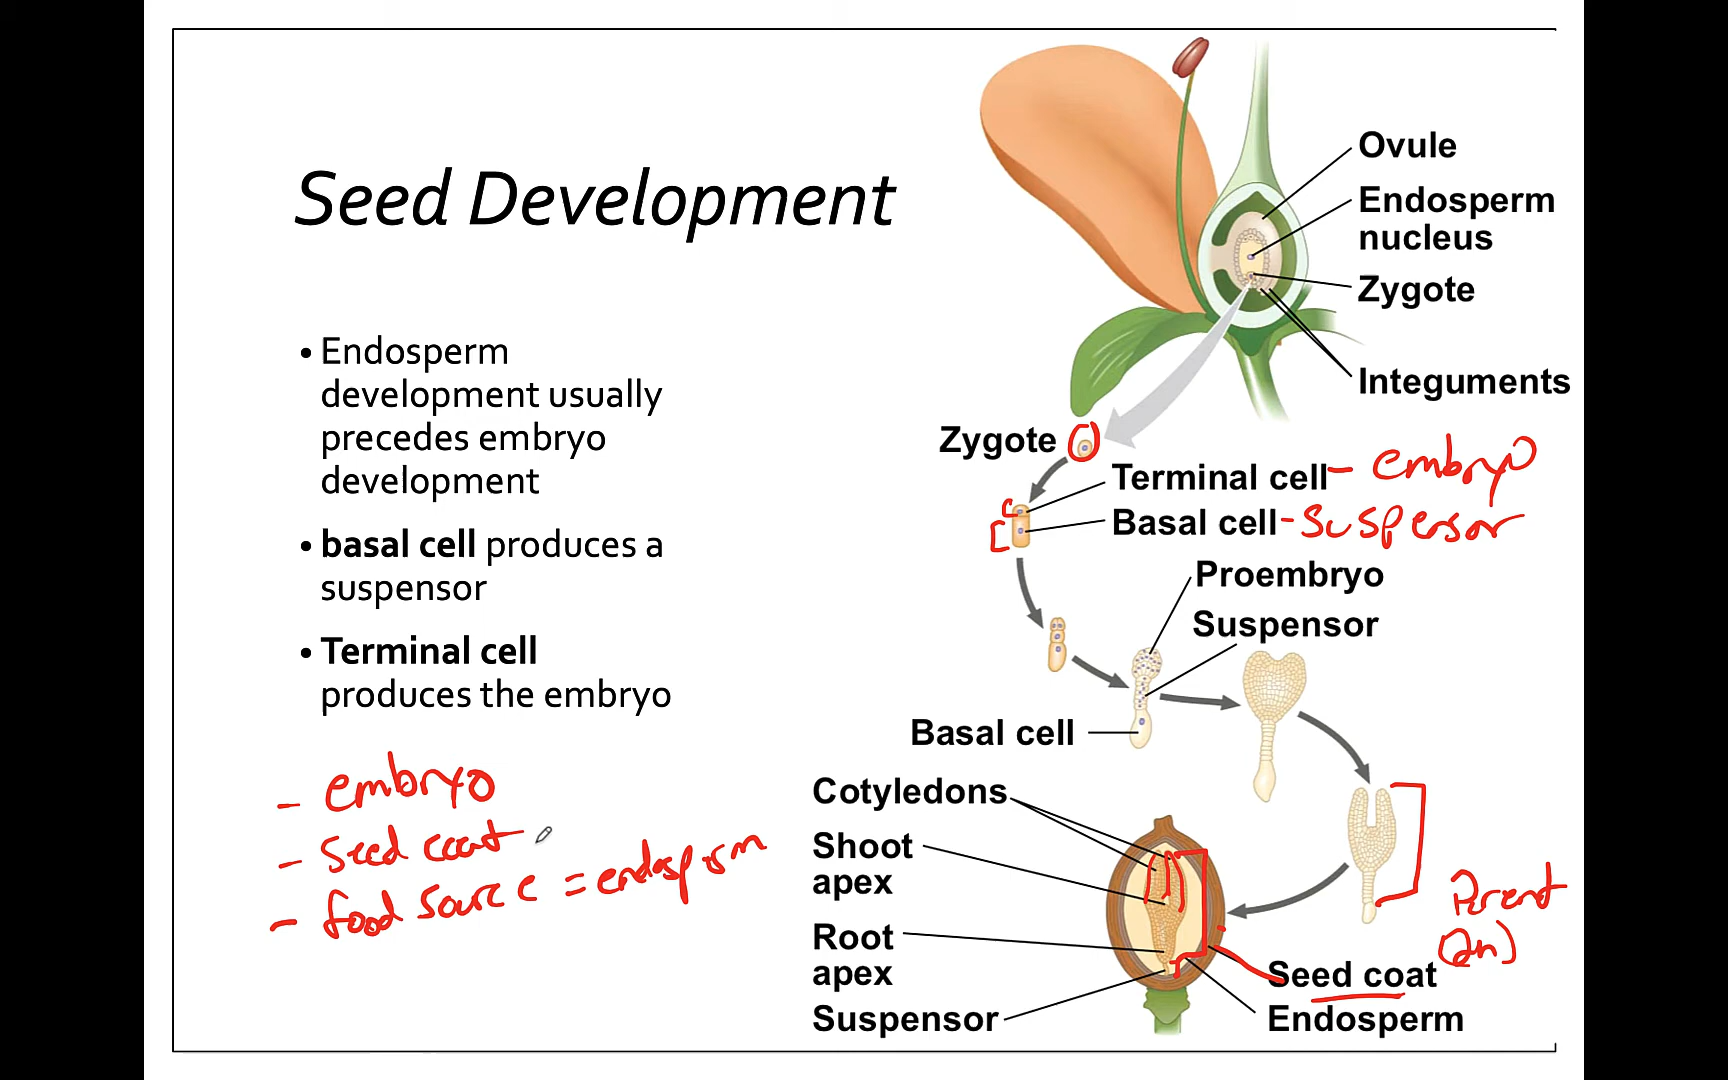 Seed Development
• Endosperm
development usually
precedes embryo
development
• basal cell produces a
suspensor
• Terminal cell
produces the embryo
- embryo
- Seed coat
- food source = endosperm
Ovule
Endosperm
nucleus
Zygote
Integuments
Zygote
Terminal cell - embryo
Basal cell - suspensor
Proembryo
Suspensor
Basal cell
Cotyledons
Shoot
apex
Root
apex
Suspensor
Parent
(2n)
Seed coat
Endosperm